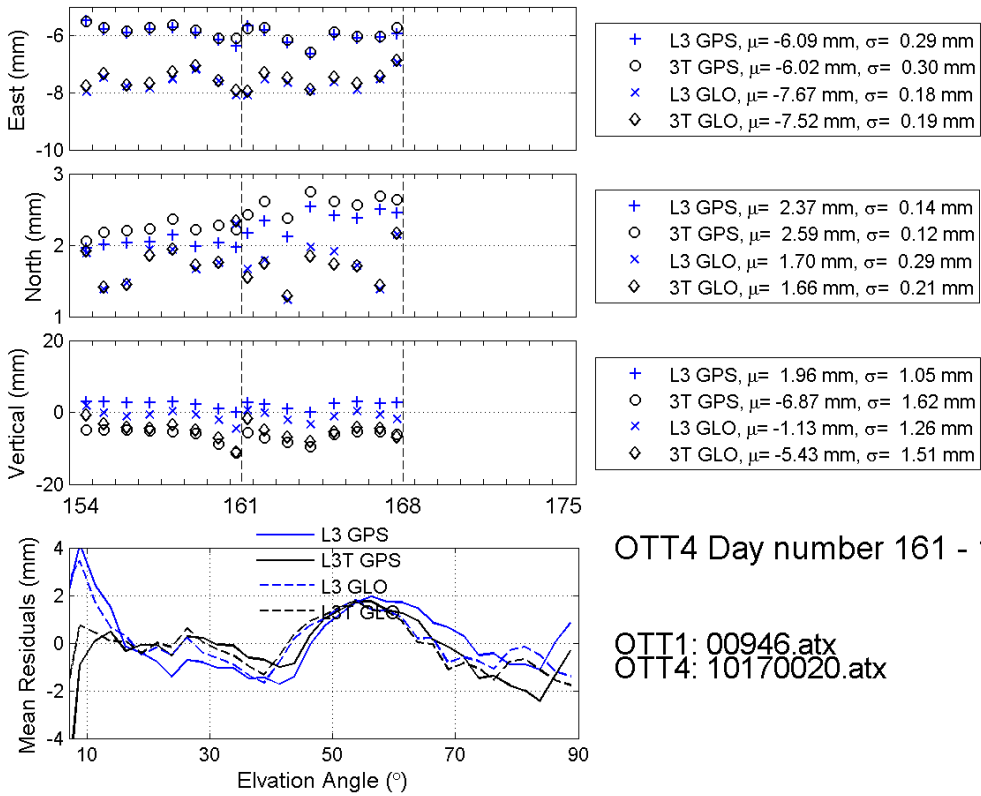 East (mm)
-6
-8
-10
L3 GPS, μ= -6.09 mm, σ= 0.29 mm
3T GPS, μ= -6.02 mm, σ= 0.30 mm
L3 GLO, μ= -7.67 mm, σ= 0.18 mm
3T GLO, μ= -7.52 mm, σ= 0.19 mm
North (mm)
3
2
1
L3 GPS, μ= 2.37 mm, σ= 0.14 mm
3T GPS, μ= 2.59 mm, σ= 0.12 mm
L3 GLO, μ= 1.70 mm, σ= 0.29 mm
3T GLO, μ= 1.66 mm, σ= 0.21 mm
Vertical (mm)
20
0
-20
154 161 168 175
L3 GPS, μ= 1.96 mm, σ= 1.05 mm
3T GPS, μ= -6.87 mm, σ= 1.62 mm
L3 GLO, μ= -1.13 mm, σ= 1.26 mm
3T GLO, μ= -5.43 mm, σ= 1.51 mm
Mean Residuals (mm)
4
2
0
-2
-4
L3 GPS
L3T GPS
L3 GLO
L3T GLO
10 30 50 70 90
Elvation Angle (°)
OTT4 Day number 161 -
OTT1: 00946.atx
OTT4: 10170020.atx